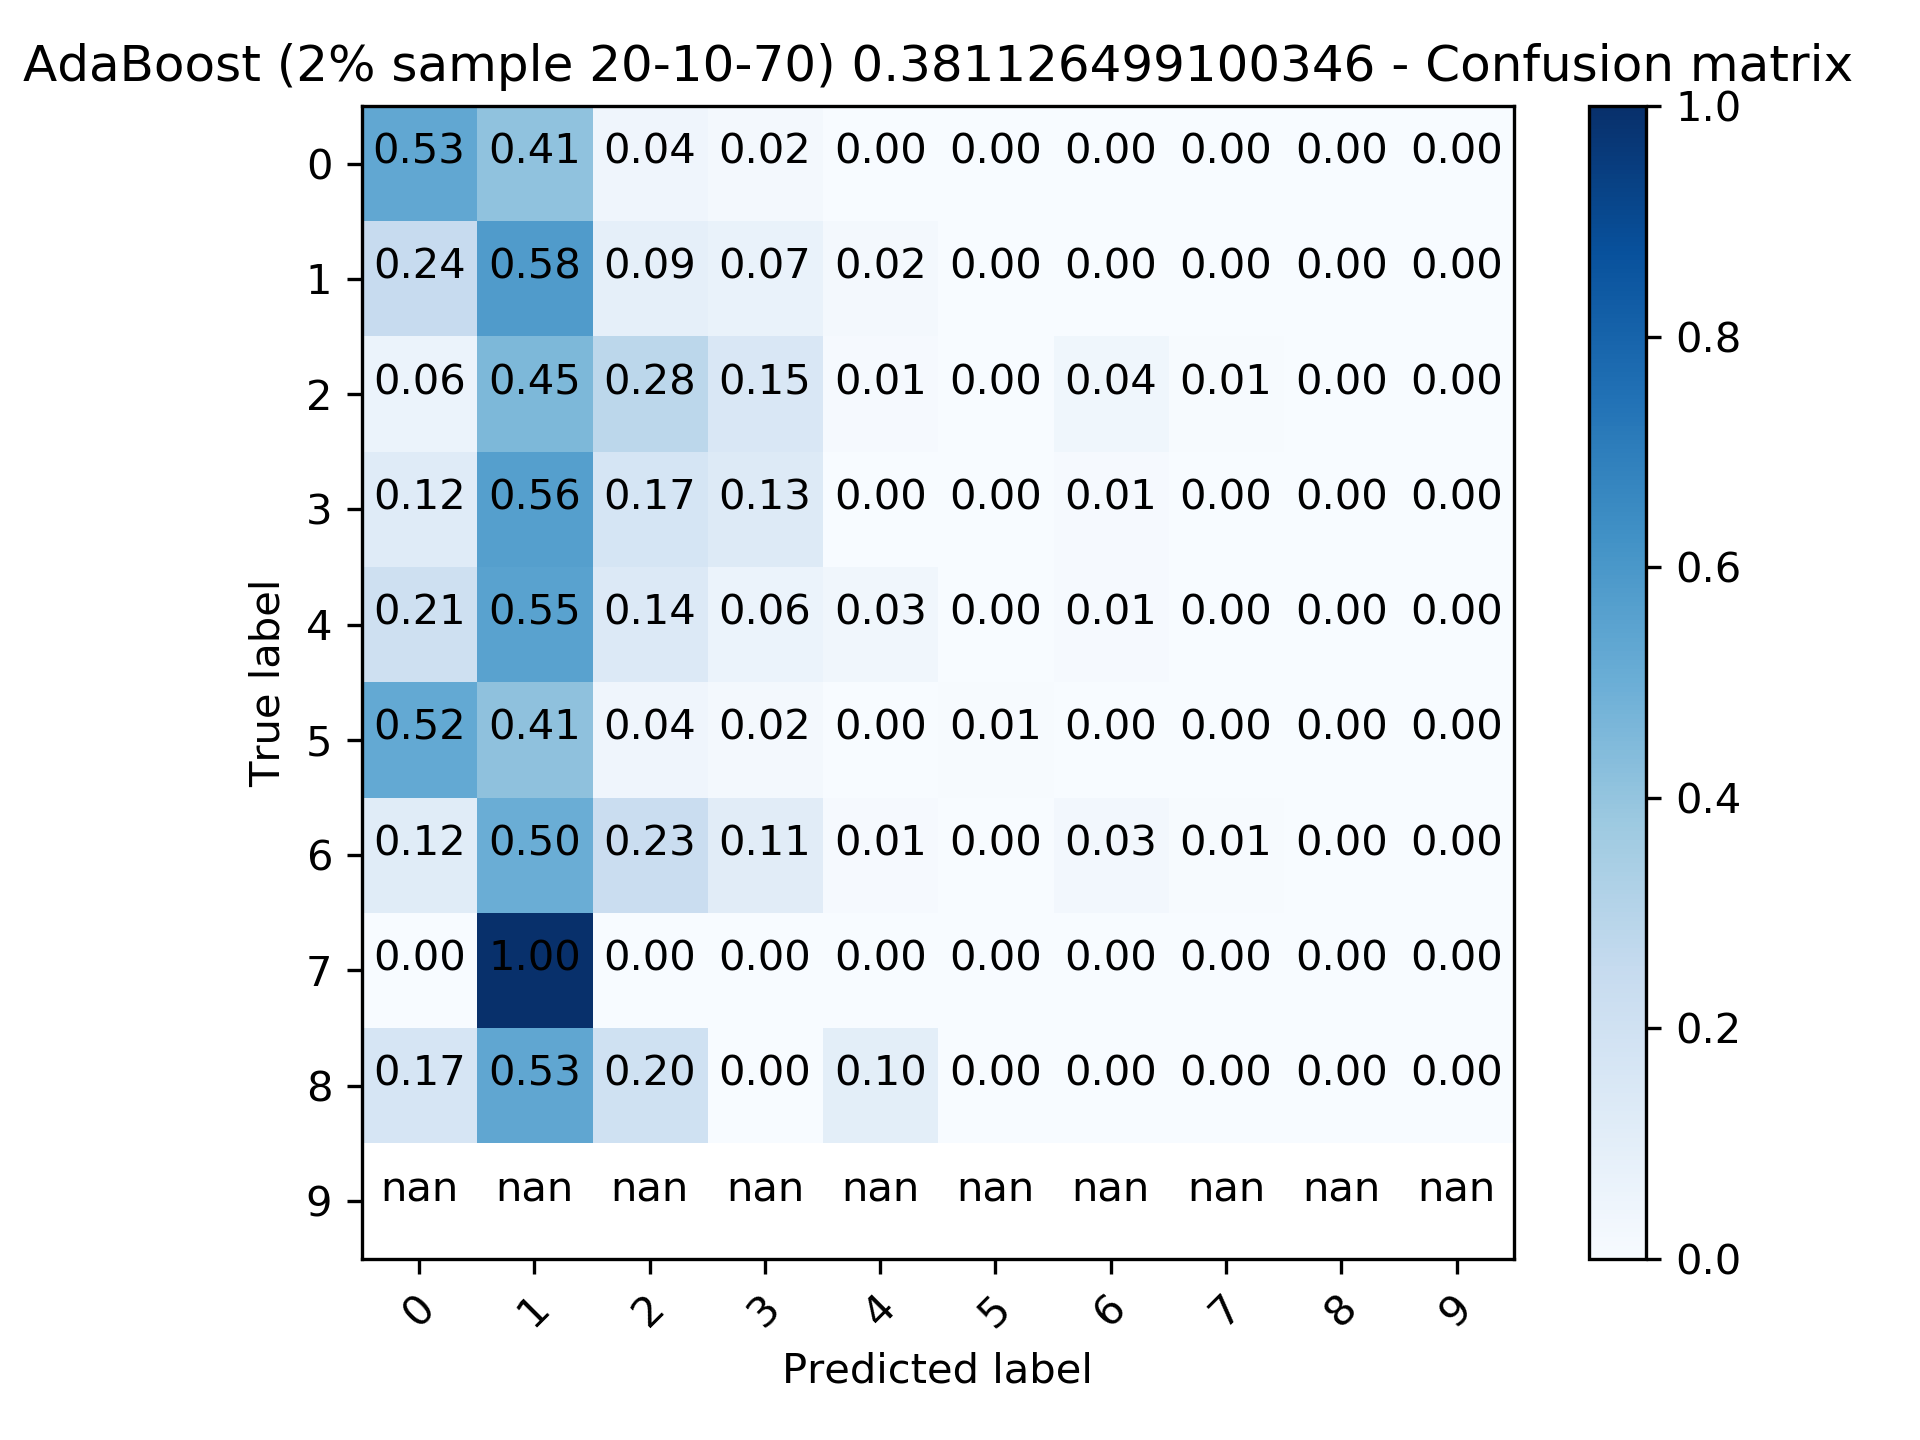 AdaBoost (2% sample 20-10-70) 0.381126499100346 - Confusion matrix
0 0.53 0.41 0.04 0.02 0.00 0.00 0.00 0.00 0.00 0.00
1 0.24 0.58 0.09 0.07 0.02 0.00 0.00 0.00 0.00 0.00
2 0.06 0.45 0.28 0.15 0.01 0.00 0.04 0.01 0.00 0.00
3 0.12 0.56 0.17 0.13 0.00 0.00 0.01 0.00 0.00 0.00
4 0.21 0.55 0.14 0.06 0.03 0.00 0.01 0.00 0.00 0.00
5 0.52 0.41 0.04 0.02 0.00 0.01 0.00 0.00 0.00 0.00
6 0.12 0.50 0.23 0.11 0.01 0.00 0.03 0.01 0.00 0.00
7 0.00 1.00 0.00 0.00 0.00 0.00 0.00 0.00 0.00 0.00
8 0.17 0.53 0.20 0.00 0.10 0.00 0.00 0.00 0.00 0.00
9 nan nan nan nan nan nan nan nan nan nan
0 1 2 3 4 5 6 7 8 9
True label
Predicted label
1.0
0.8
0.6
0.4
0.2
0.0